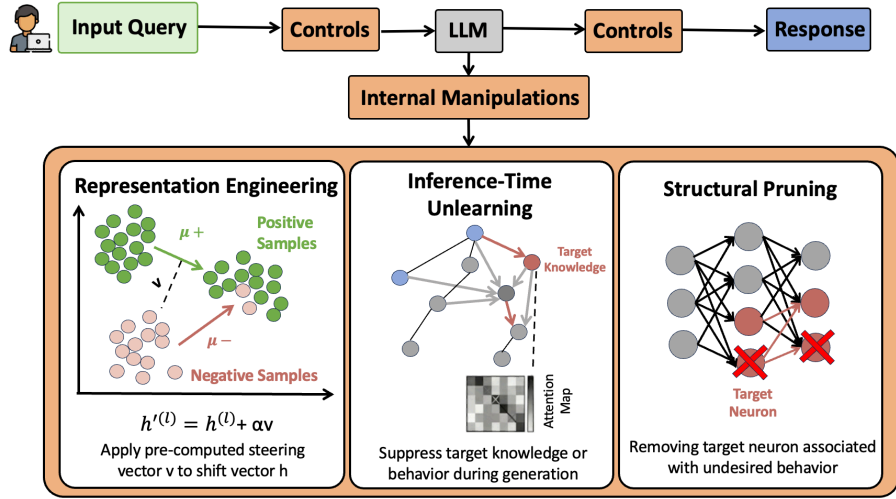 Input Query
Controls
LLM
Controls
Response
Internal Manipulations
Representation Engineering
μ+
Positive
Samples
v
μ−
Negative Samples
h'⁽ˡ⁾ = h⁽ˡ⁾+ αv
Apply pre-computed steering
vector v to shift vector h
Inference-Time
Unlearning
Target
Knowledge
Attention
Map
Suppress target knowledge or
behavior during generation
Structural Pruning
Target
Neuron
Removing target neuron associated
with undesired behavior